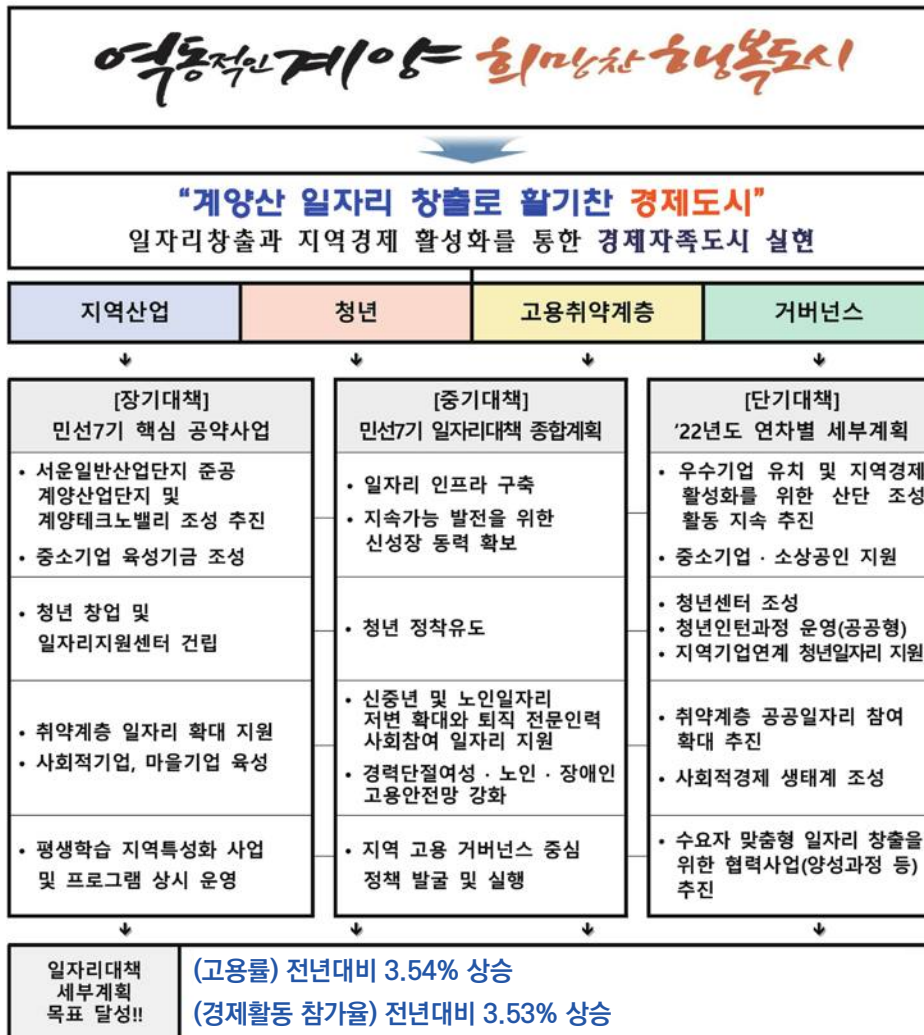 역동적인 계양 희망찬 행복도시
“계양산 일자리 창출로 활기찬 경제도시”
일자리창출과 지역경제 활성화를 통한 경제자족도시 실현
지역산업
청년
고용취약계층
거버넌스
[장기대책]
민선7기 핵심 공약사업
• 서운일반산업단지 준공
계양산업단지 및
계양테크노밸리 조성 추진
• 중소기업 육성기금 조성
• 청년 창업 및
일자리지원센터 건립
• 취약계층 일자리 확대 지원
• 사회적기업, 마을기업 육성
• 평생학습 지역특성화 사업
및 프로그램 상시 운영
[중기대책]
민선7기 일자리대책 종합계획
• 일자리 인프라 구축
• 지속가능 발전을 위한
신성장 동력 확보
• 청년 정착유도
• 신중년 및 노인일자리
저변 확대와 퇴직 전문인력
사회참여 일자리 지원
• 경력단절여성 · 노인 · 장애인
고용안전망 강화
• 지역 고용 거버넌스 중심
정책 발굴 및 실행
[단기대책]
’22년도 연차별 세부계획
• 우수기업 유치 및 지역경제
활성화를 위한 산단 조성
활동 지속 추진
• 중소기업 · 소상공인 지원
• 청년센터 조성
• 청년인턴과정 운영(공공형)
• 지역기업연계 청년일자리 지원
• 취약계층 공공일자리 참여
확대 추진
• 사회적경제 생태계 조성
• 수요자 맞춤형 일자리 창출을
위한 협력사업(양성과정 등)
추진
일자리대책
세부계획
목표 달성!!
(고용률) 전년대비 3.54% 상승
(경제활동 참가율) 전년대비 3.53% 상승